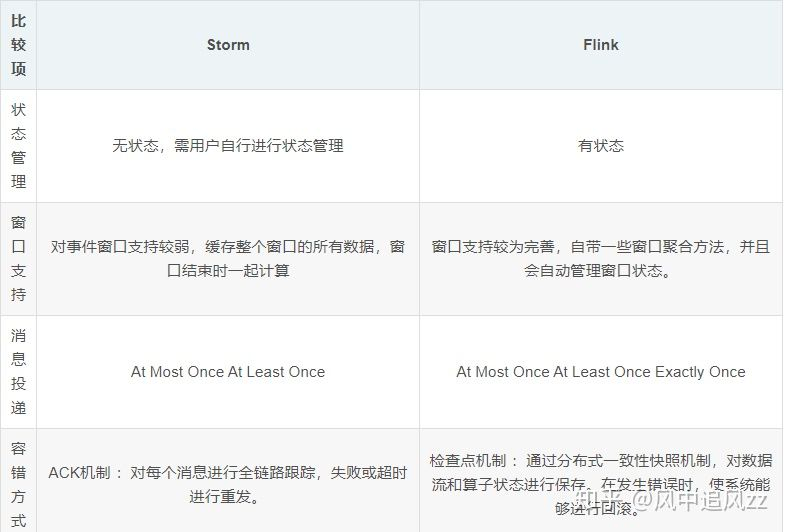 比
较
项
Storm
Flink
状
态
管
理
无状态，需用户自行进行状态管理
有状态
窗
口
支
持
对事件窗口支持较弱，缓存整个窗口的所有数据，窗
口结束时一起计算
窗口支持较为完善，自带一些窗口聚合方法，并且
会自动管理窗口状态。
消
息
投
递
At Most Once At Least Once
At Most Once At Least Once Exactly Once
容
错
方
式
ACK机制 ：对每个消息进行全链路跟踪，失败或超时
进行重发。
检查点机制 ：通过分布式一致性快照机制，对数据
流和算子状态进行保存。在发生错误时，使系统能
够进行回滚。
知乎 @风中追风zz